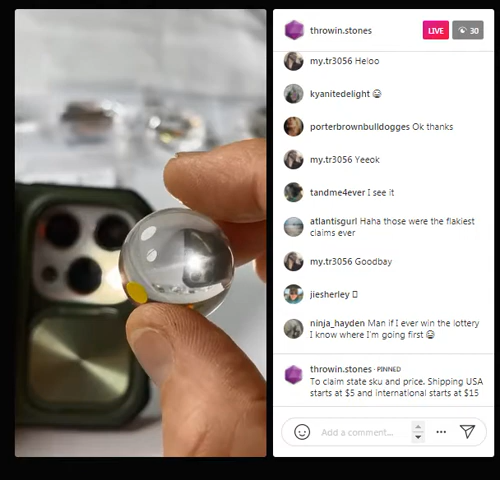 throwin.stones
LIVE
30
my.tr3056 Heloo
kyanitedelight 😂
porterbrownbulldogges Ok thanks
my.tr3056 Yeeok
tandme4ever I see it
atlantisgurl Haha those were the flakiest
claims ever
my.tr3056 Goodbay
jiesherley
ninja_hayden Man if I ever win the lottery
I know where I'm going first 😂
throwin.stones · PINNED
To claim state sku and price. Shipping USA
starts at $5 and international starts at $15
Add a comment...